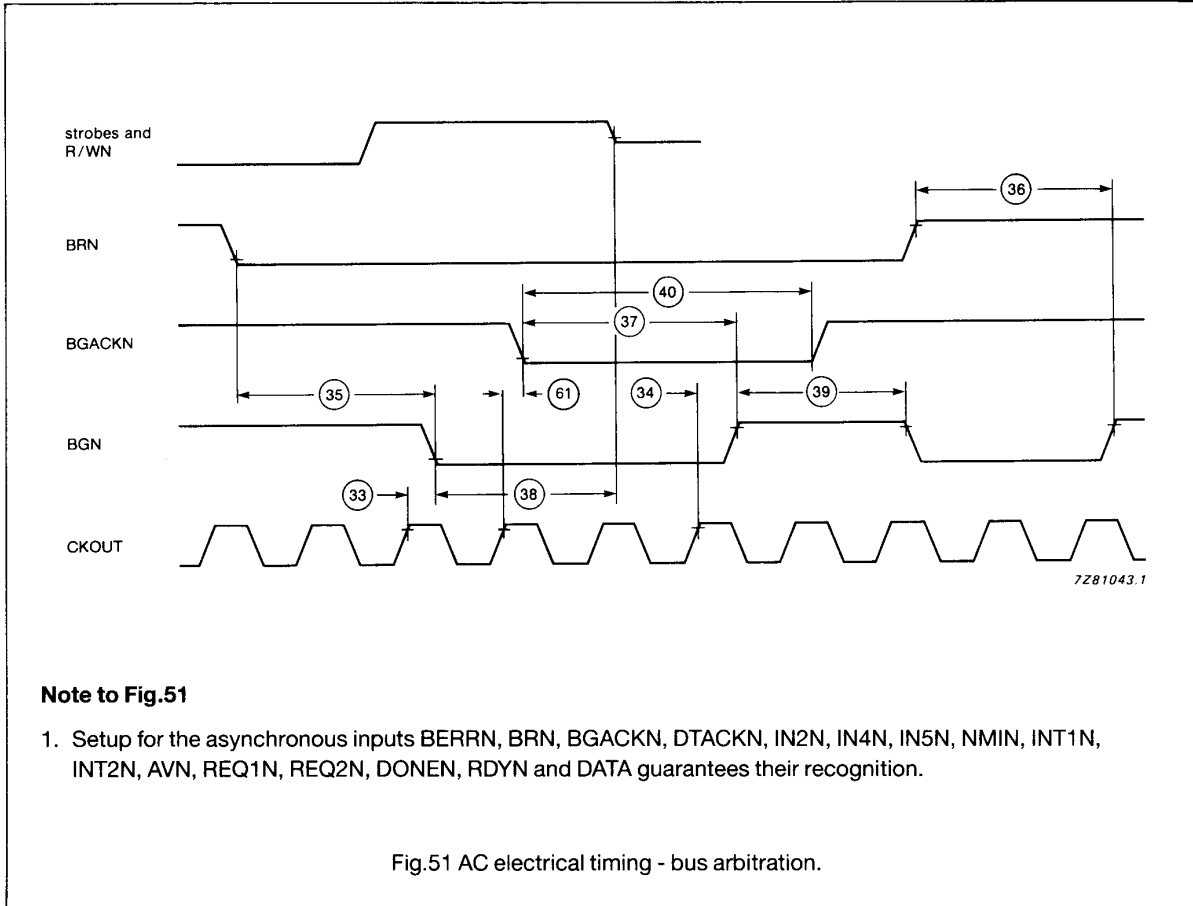 strobes and
R/WN
36
BRN
40
37
BGACKN
35
61
34
39
BGN
33
38
CKOUT
7Z81043.1
Note to Fig.51
1. Setup for the asynchronous inputs BERRN, BRN, BGACKN, DTACKN, IN2N, IN4N, IN5N, NMIN, INT1N,
INT2N, AVN, REQ1N, REQ2N, DONEN, RDYN and DATA guarantees their recognition.
Fig.51 AC electrical timing - bus arbitration.